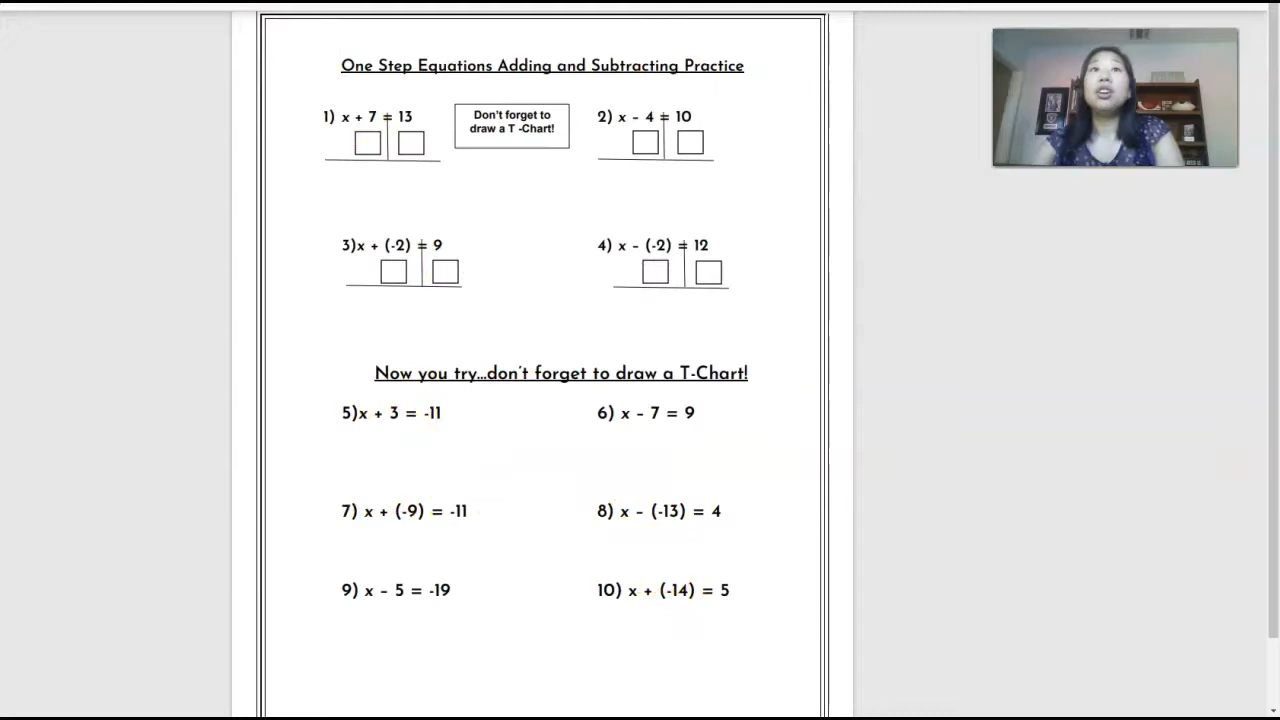 One Step Equations Adding and Subtracting Practice
1) x + 7 = 13
Don't forget to
draw a T -Chart!
2) x – 4 = 10
3)x + (-2) = 9
4) x – (-2) = 12
Now you try...don't forget to draw a T-Chart!
5)x + 3 = -11
6) x – 7 = 9
7) x + (-9) = -11
8) x – (-13) = 4
9) x – 5 = -19
10) x + (-14) = 5